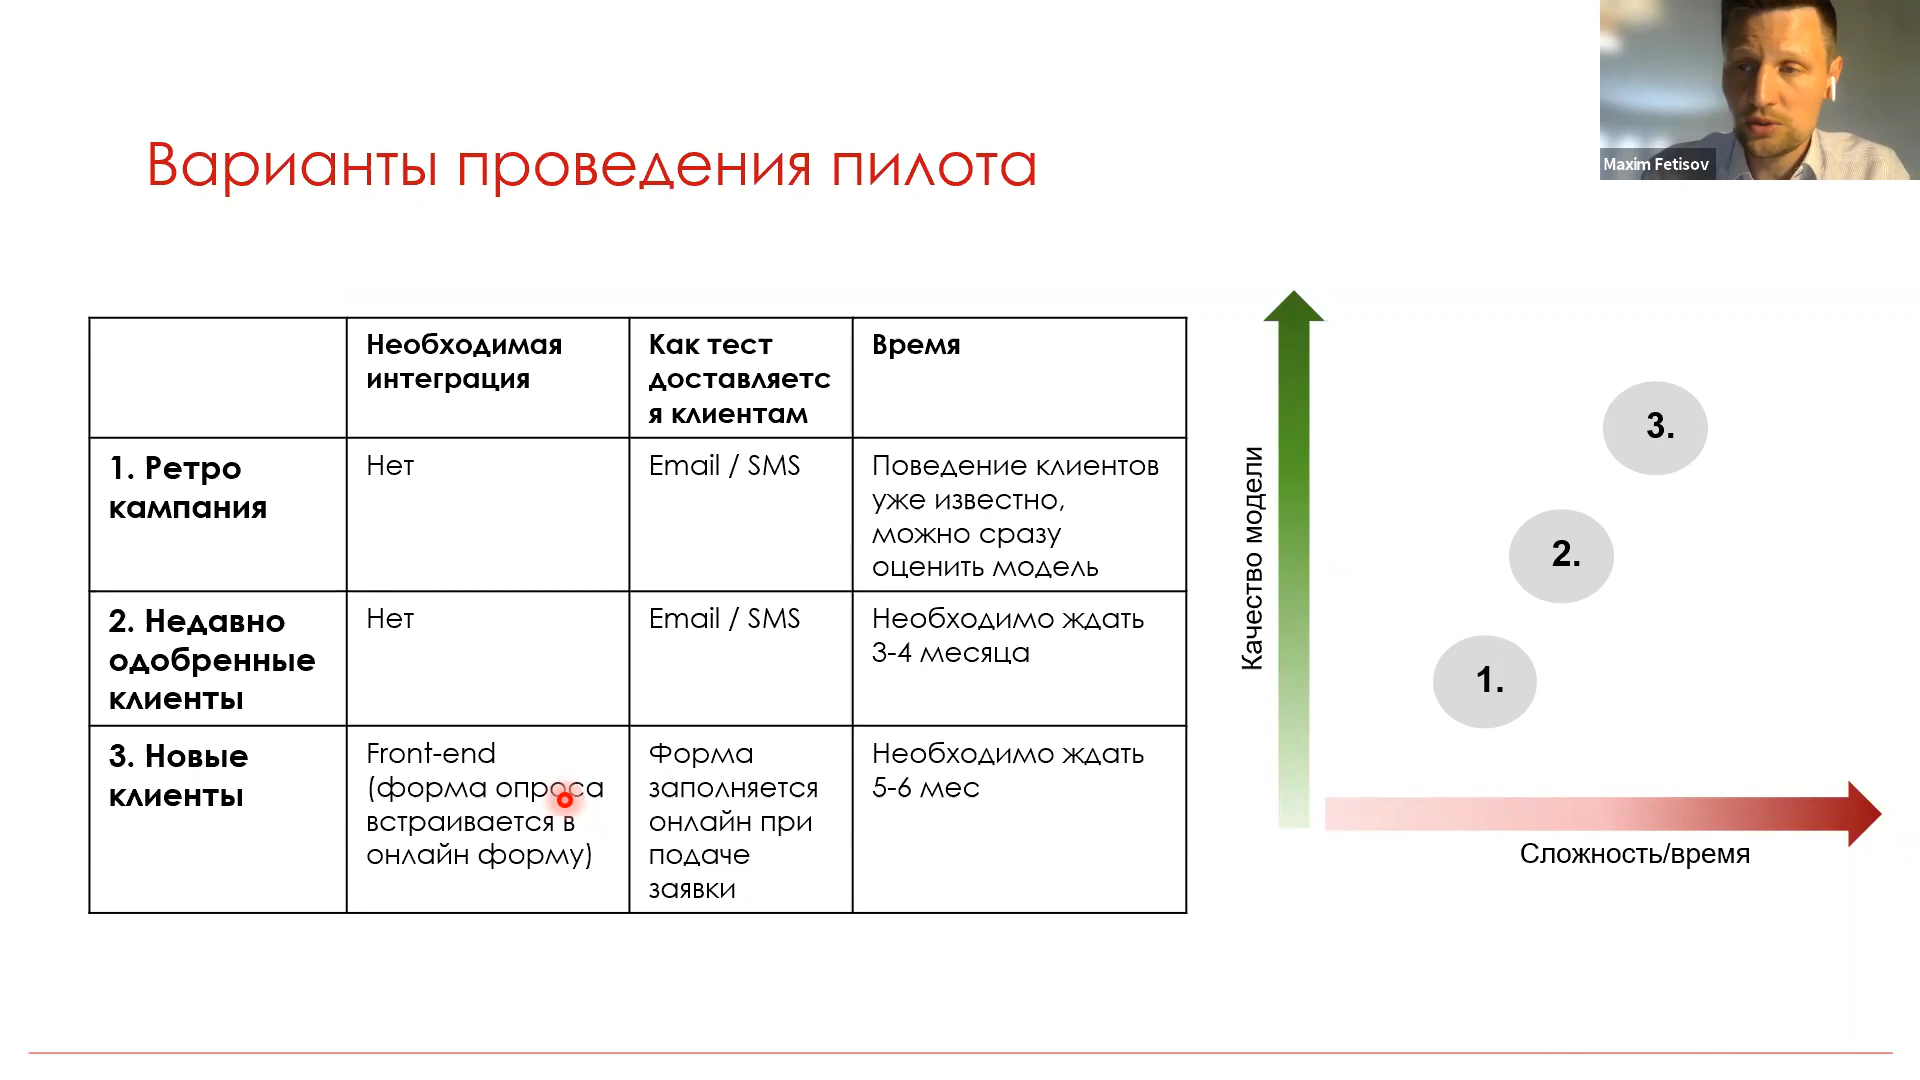 Maxim Fetisov
Варианты проведения пилота
Необходимая
интеграция
Как тест
доставляетс
я клиентам
Время
1. Ретро
кампания
Нет
Email / SMS
Поведение клиентов
уже известно,
можно сразу
оценить модель
2. Недавно
одобренные
клиенты
Нет
Email / SMS
Необходимо ждать
3-4 месяца
3. Новые
клиенты
Front-end
(форма опроса
встраивается в
онлайн форму)
Форма
заполняется
онлайн при
подаче
заявки
Необходимо ждать
5-6 мес
Качество модели
3.
2.
1.
Сложность/время